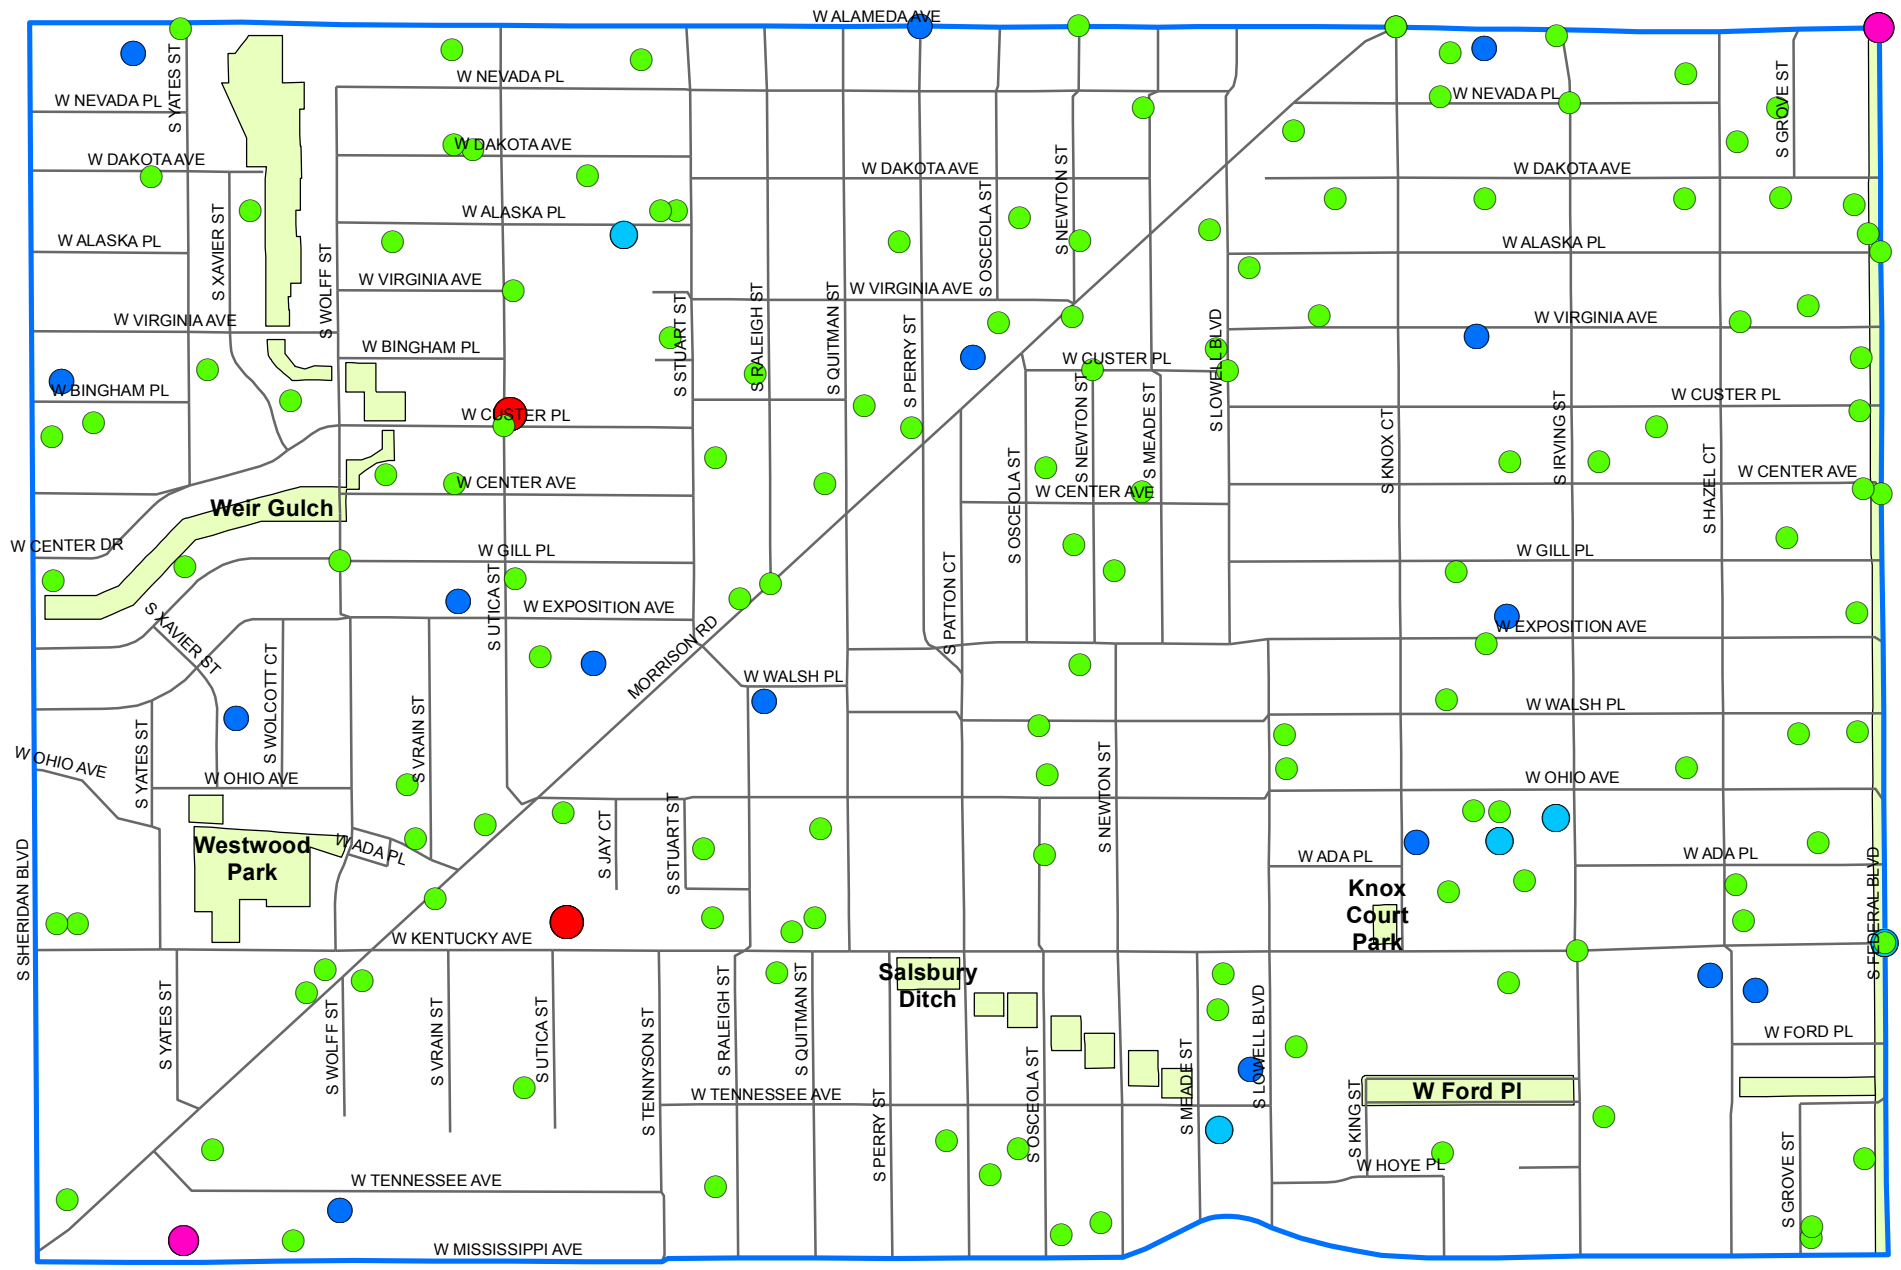 W ALAMEDA AVE
S YATES ST
W NEVADA PL
W NEVADA PL
W NEVADA PL
S GROVE ST
W DAKOTA AVE
W DAKOTA AVE
W DAKOTA AVE
W DAKOTA AVE
S XAVIER ST
S WOLFF ST
W ALASKA PL
W ALASKA PL
W ALASKA PL
S OSCEOLA ST
S NEWTON ST
W VIRGINIA AVE
W VIRGINIA AVE
W VIRGINIA AVE
W VIRGINIA AVE
S STUART ST
S RALEIGH ST
S QUITMAN ST
S PERRY ST
S LOWELL BLVD
W BINGHAM PL
W BINGHAM PL
W CUSTER PL
W CUSTER PL
W CUSTER PL
S NEWTON ST
S MEADE ST
S KNOX CT
S IRVING ST
S HAZEL CT
W CENTER AVE
W CENTER AVE
W CENTER AVE
Weir Gulch
S OSCEOLA ST
W CENTER DR
W GILL PL
W GILL PL
S UTICA ST
S PATTON CT
W EXPOSITION AVE
W EXPOSITION AVE
S XAVIER ST
S WOLCOTT CT
MORRISON RD
W WALSH PL
W WALSH PL
S YATES ST
S VRAIN ST
W OHIO AVE
W OHIO AVE
W OHIO AVE
S NEWTON ST
S JAY CT
S STUART ST
Westwood
Park
W ADA PL
W ADA PL
W ADA PL
S SHERIDAN BLVD
S FEDERAL BLVD
Knox
Court
Park
W KENTUCKY AVE
Salsbury
Ditch
S YATES ST
S WOLFF ST
S VRAIN ST
S UTICA ST
S TENNYSON ST
S RALEIGH ST
S QUITMAN ST
S OSCEOLA ST
S MEADE ST
S LOWELL BLVD
W FORD PL
W Ford Pl
W TENNESSEE AVE
S PERRY ST
S KING ST
W HOYE PL
S GROVE ST
W TENNESSEE AVE
W MISSISSIPPI AVE